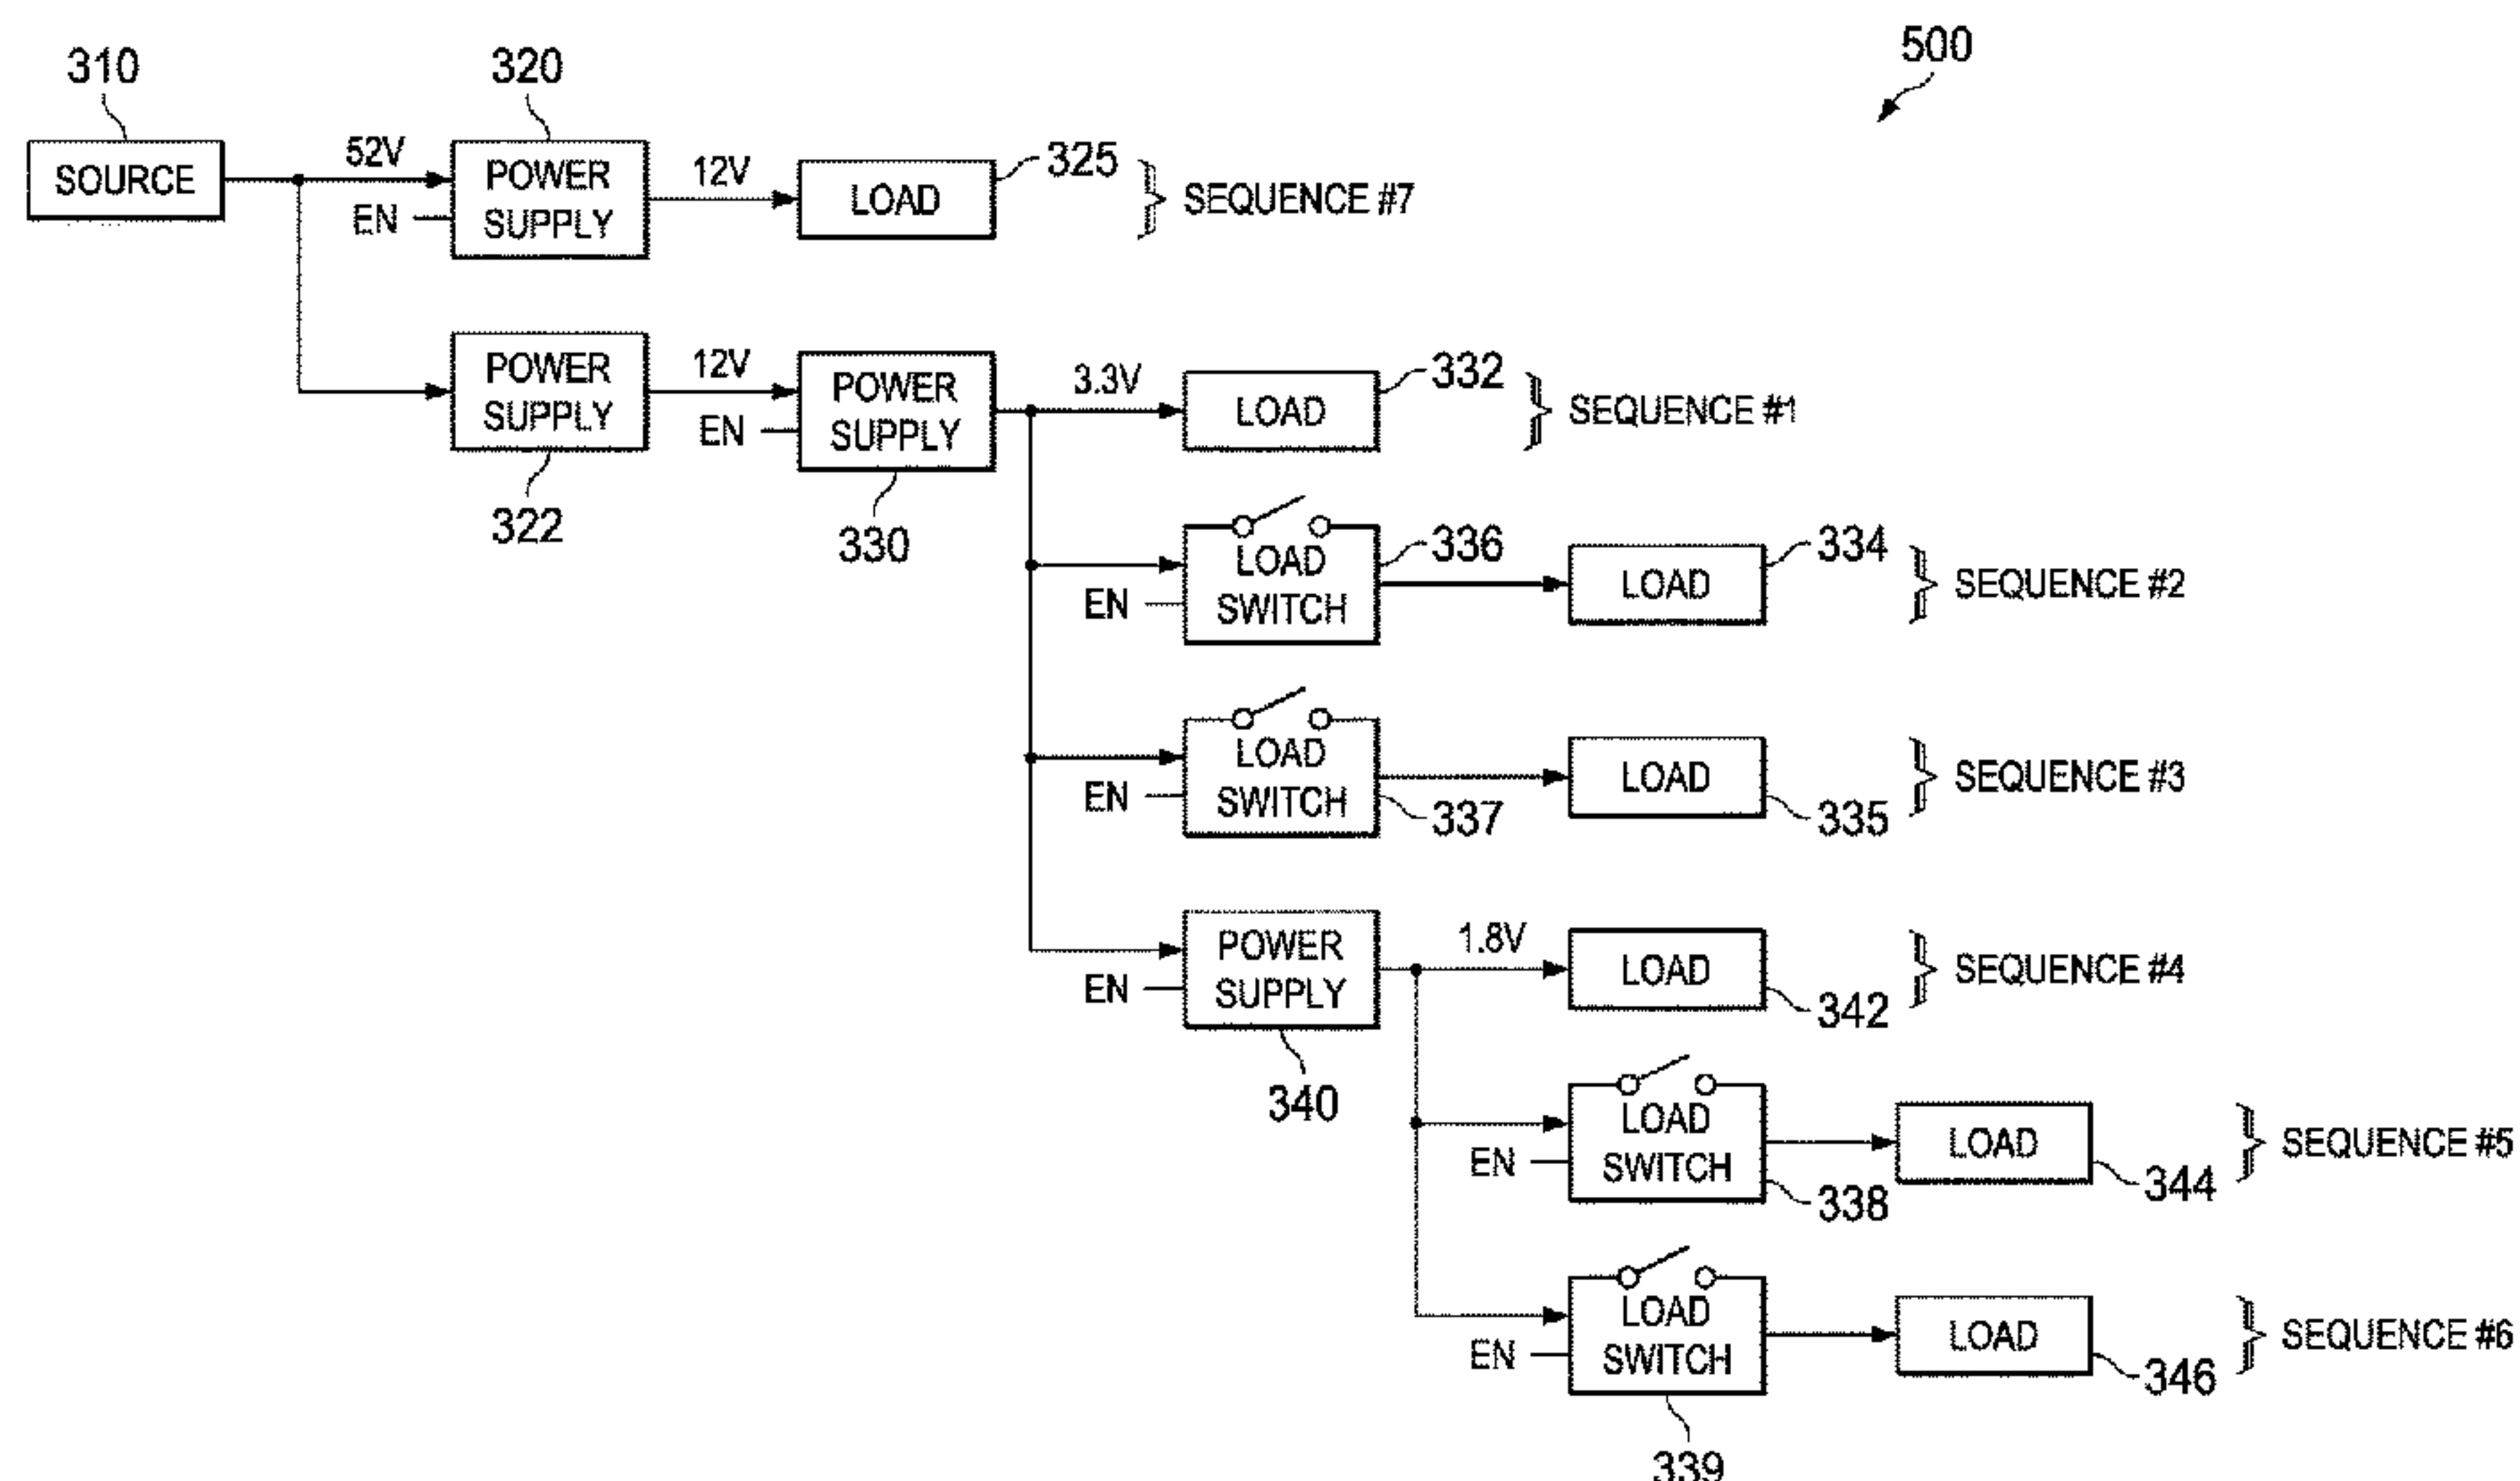 500
310
320
SOURCE
52V
EN
POWER
SUPPLY
12V
LOAD
325
SEQUENCE #7
POWER
SUPPLY
322
12V
EN
POWER
SUPPLY
330
3.3V
LOAD
332
SEQUENCE #1
EN
LOAD
SWITCH
336
LOAD
334
SEQUENCE #2
EN
LOAD
SWITCH
337
LOAD
335
SEQUENCE #3
EN
POWER
SUPPLY
340
1.8V
LOAD
342
SEQUENCE #4
EN
LOAD
SWITCH
338
LOAD
344
SEQUENCE #5
EN
LOAD
SWITCH
339
LOAD
346
SEQUENCE #6